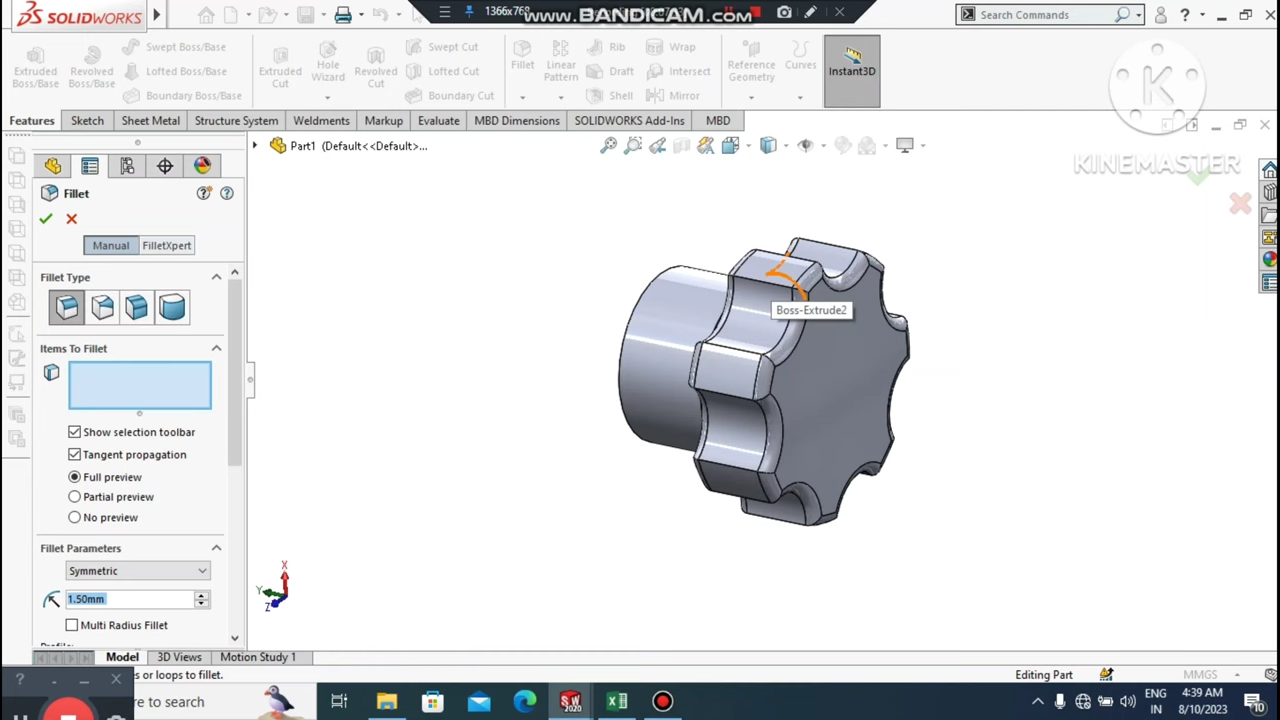 SOLIDWORKS
1366x768
www.BANDICAM.com
Search Commands
Extruded Boss/Base
Revolved Boss/Base
Swept Boss/Base
Lofted Boss/Base
Boundary Boss/Base
Extruded Cut
Hole Wizard
Revolved Cut
Swept Cut
Lofted Cut
Boundary Cut
Fillet
Linear Pattern
Rib
Draft
Shell
Wrap
Intersect
Mirror
Reference Geometry
Curves
Instant3D
Features
Sketch
Sheet Metal
Structure System
Weldments
Markup
Evaluate
MBD Dimensions
SOLIDWORKS Add-Ins
MBD
K
KINEMASTER
Part1 (Default<<Default>...
Fillet
Manual
FilletXpert
Fillet Type
Items To Fillet
Show selection toolbar
Tangent propagation
Full preview
Partial preview
No preview
Fillet Parameters
Symmetric
1.50mm
Multi Radius Fillet
Boss-Extrude2
X
Y
Z
Model
3D Views
Motion Study 1
es or loops to fillet.
Editing Part
MMGS
re to search
SW
2020
ENG
IN
4:39 AM
8/10/2023
10